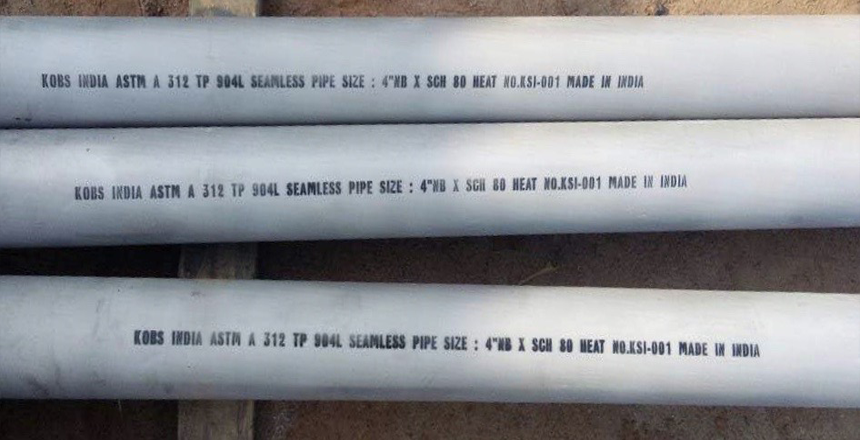 KOBS INDIA ASTM A 312 TP 904L SEAMLESS PIPE SIZE : 4"NB X SCH 80 HEAT NO.KSI-001 MADE IN INDIA
KOBS INDIA ASTM A 312 TP 904L SEAMLESS PIPE SIZE : 4"NB X SCH 80 HEAT NO.KSI-001 MADE IN INDIA
KOBS INDIA ASTM A 312 TP 904L SEAMLESS PIPE SIZE : 4"NB X SCH 80 HEAT NO.KSI-001 MADE IN INDIA